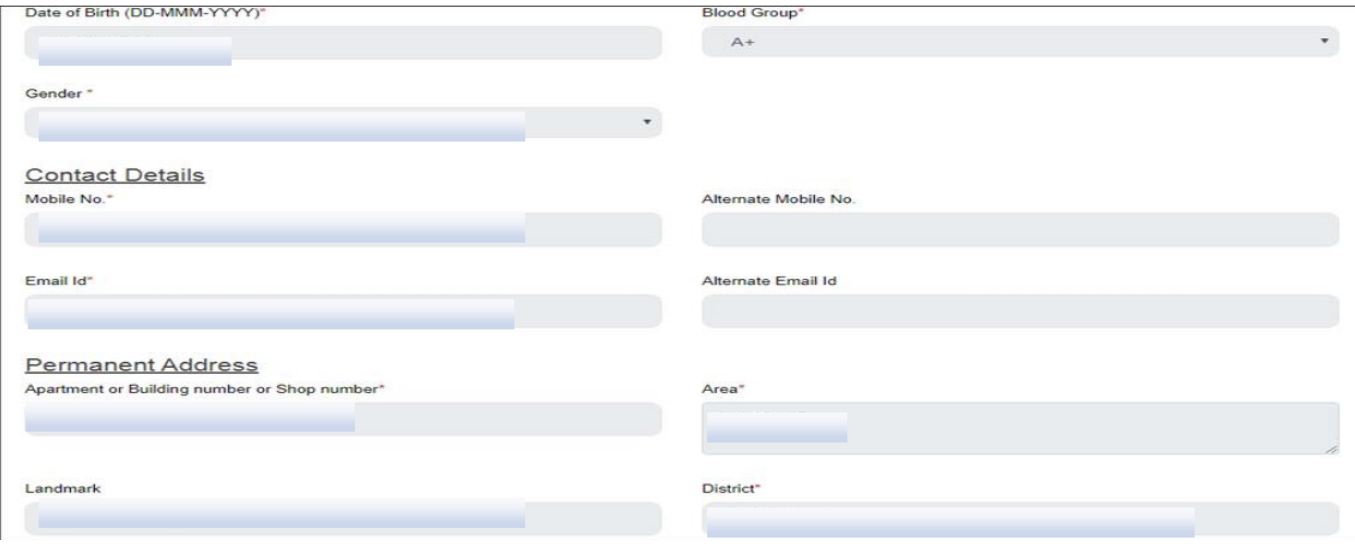 Date of Birth (DD-MMM-YYYY)*
Blood Group*
A+
Gender *
Contact Details
Mobile No.*
Alternate Mobile No.
Email Id*
Alternate Email Id
Permanent Address
Apartment or Building number or Shop number*
Area*
Landmark
District*